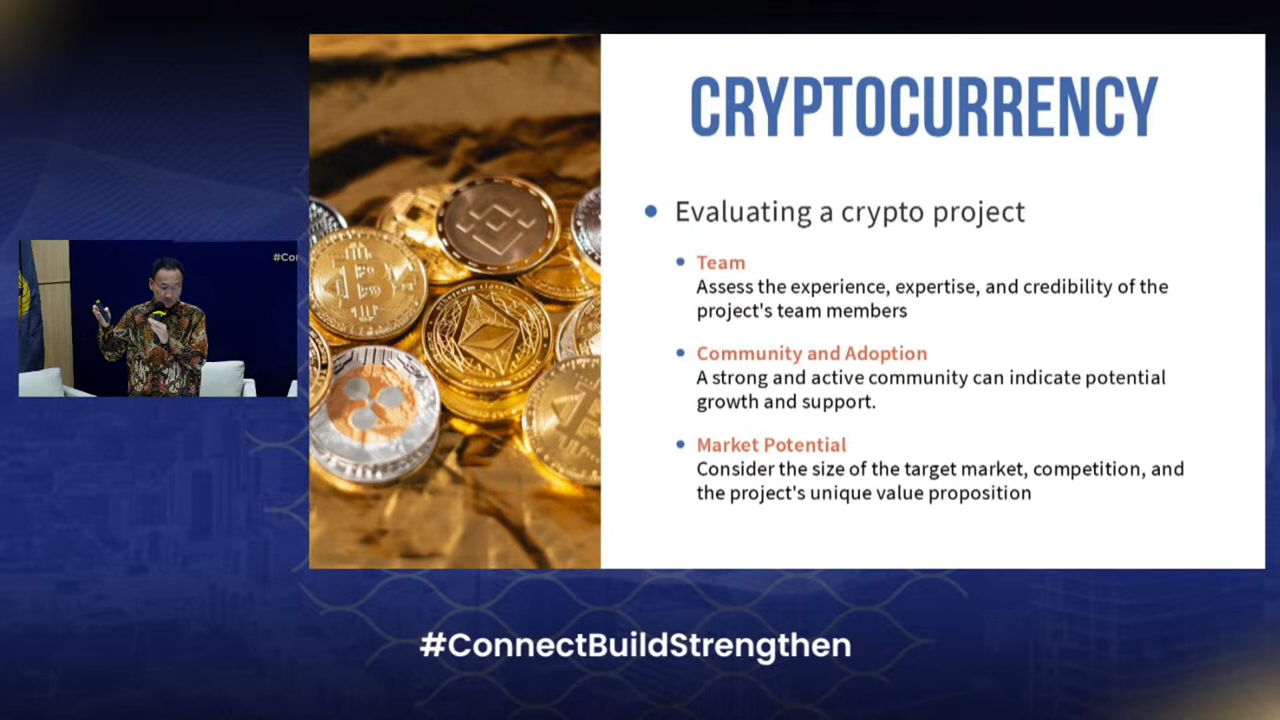 CRYPTOCURRENCY
Evaluating a crypto project
Team
Assess the experience, expertise, and credibility of the
project's team members
Community and Adoption
A strong and active community can indicate potential
growth and support.
Market Potential
Consider the size of the target market, competition, and
the project's unique value proposition
#Con
#ConnectBuildStrengthen